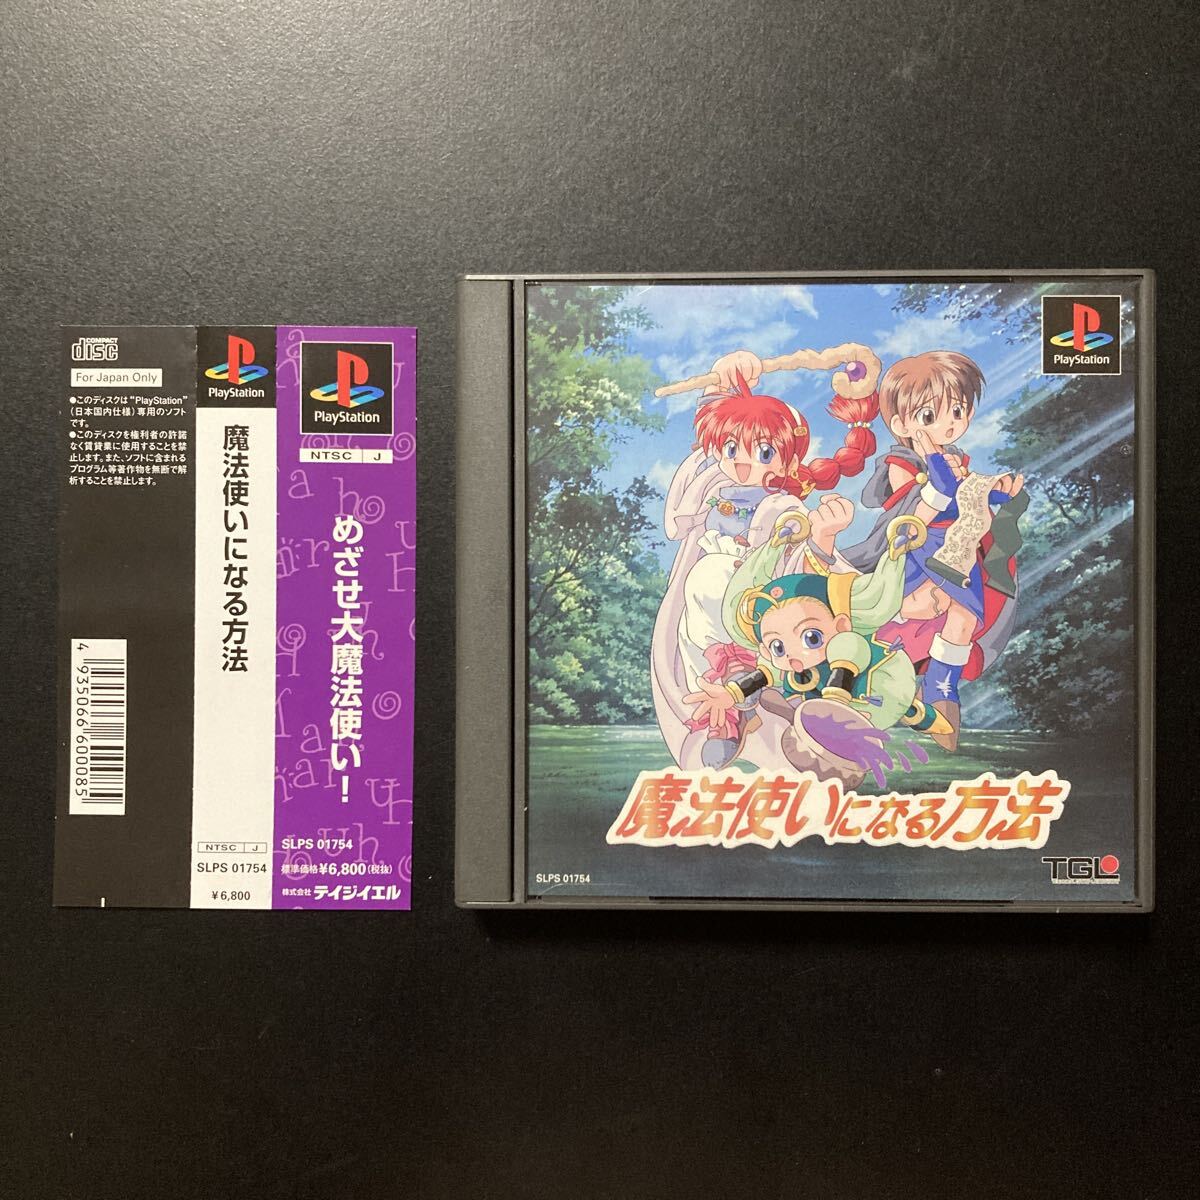 COMPACT
disc
For Japan Only
●このディスクは“PlayStation”
(日本国内仕様)専用のソフト
です。
●このディスクを権利者の許諾
なく賃貸業に使用することを禁
止します。また、ソフトに含まれる
プログラム等著作物を無断で解
析することを禁止します。
4 935066 600085
PlayStation
魔法使いになる方法
NTSC J
SLPS 01754
¥6,800
PlayStation
NTSC J
めざせ大魔法使い!
SLPS 01754
標準価格¥6,800(税抜)
株式会社 テイジイエル
PlayStation
魔法使いになる方法
SLPS 01754
TGL